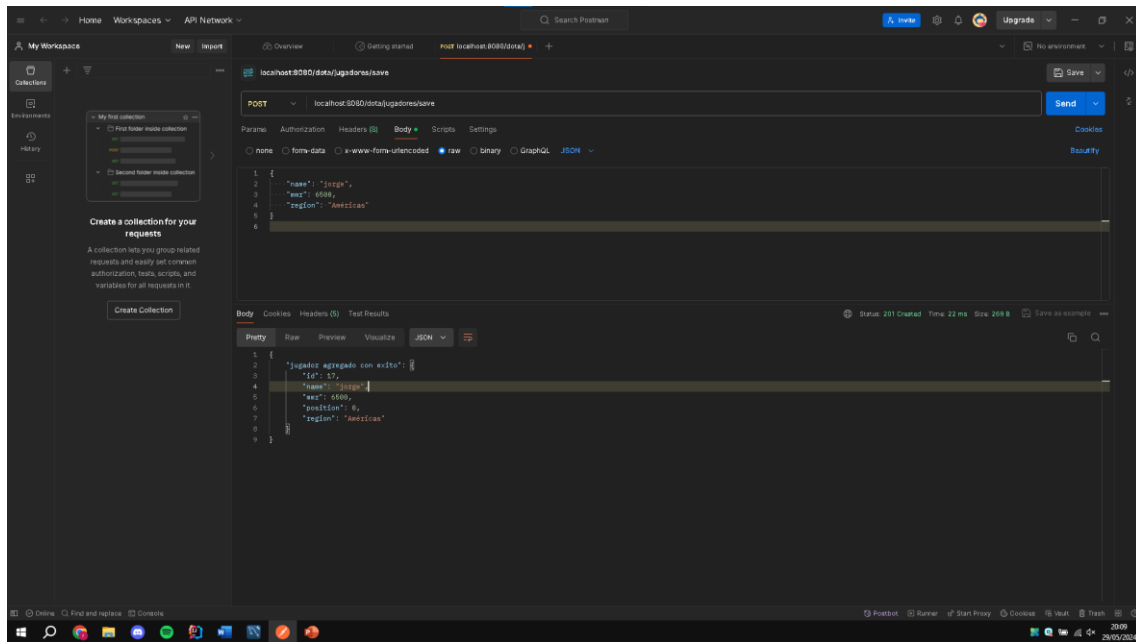 Home Workspaces API Network
Search Postman
Invite
Upgrade
My Workspace
New Import
Overview
Getting started
POST localhost:8080/dota/j
No environment
Collections
Environments
History
My first collection
First folder inside collection
Second folder inside collection
Create a collection for your
requests
A collection lets you group related
requests and easily set common
authorization, tests, scripts, and
variables for all requests in it.
Create Collection
localhost:8080/dota/jugadores/save
Save
POST localhost:8080/dota/jugadores/save
Send
Params Authorization Headers (8) Body Scripts Settings
Cookies
none form-data x-www-form-urlencoded raw binary GraphQL JSON
Beautify
1 {
2 "name": "jorge",
3 "mmr": 6500,
4 "region": "Américas"
5 }
6
Body Cookies Headers (5) Test Results
Status: 201 Created Time: 22 ms Size: 269 B Save as example
Pretty Raw Preview Visualize JSON
1 {
2 "jugador agregado con exito": {
3 "id": 17,
4 "name": "jorge",
5 "mmr": 6500,
6 "position": 0,
7 "region": "Américas"
8 }
9 }
Online Find and replace Console
Postbot Runner Start Proxy Cookies Vault Trash
20:09
29/05/2024